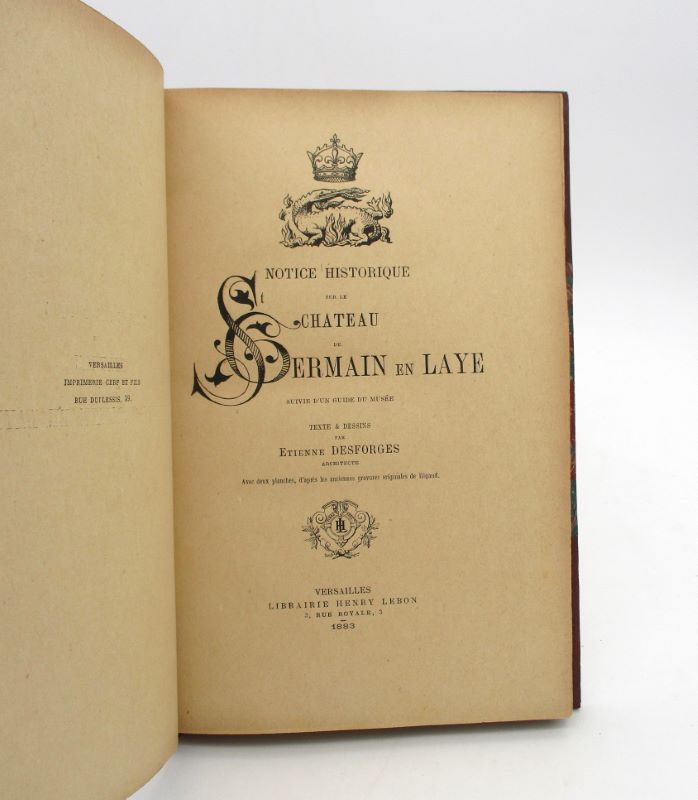 VERSAILLES
IMPRIMERIE CERF ET FILS
RUE DUPLESSIS, 59.
NOTICE HISTORIQUE
SUR LE
CHATEAU
DE
St GERMAIN EN LAYE
SUIVIE D'UN GUIDE DU MUSÉE
TEXTE & DESSINS
PAR
ETIENNE DESFORGES
ARCHITECTE
Avec deux planches, d'après les anciennes gravures originales de Rigaud.
HL
VERSAILLES
LIBRAIRIE HENRY LEBON
3, RUE ROYALE, 3
1883